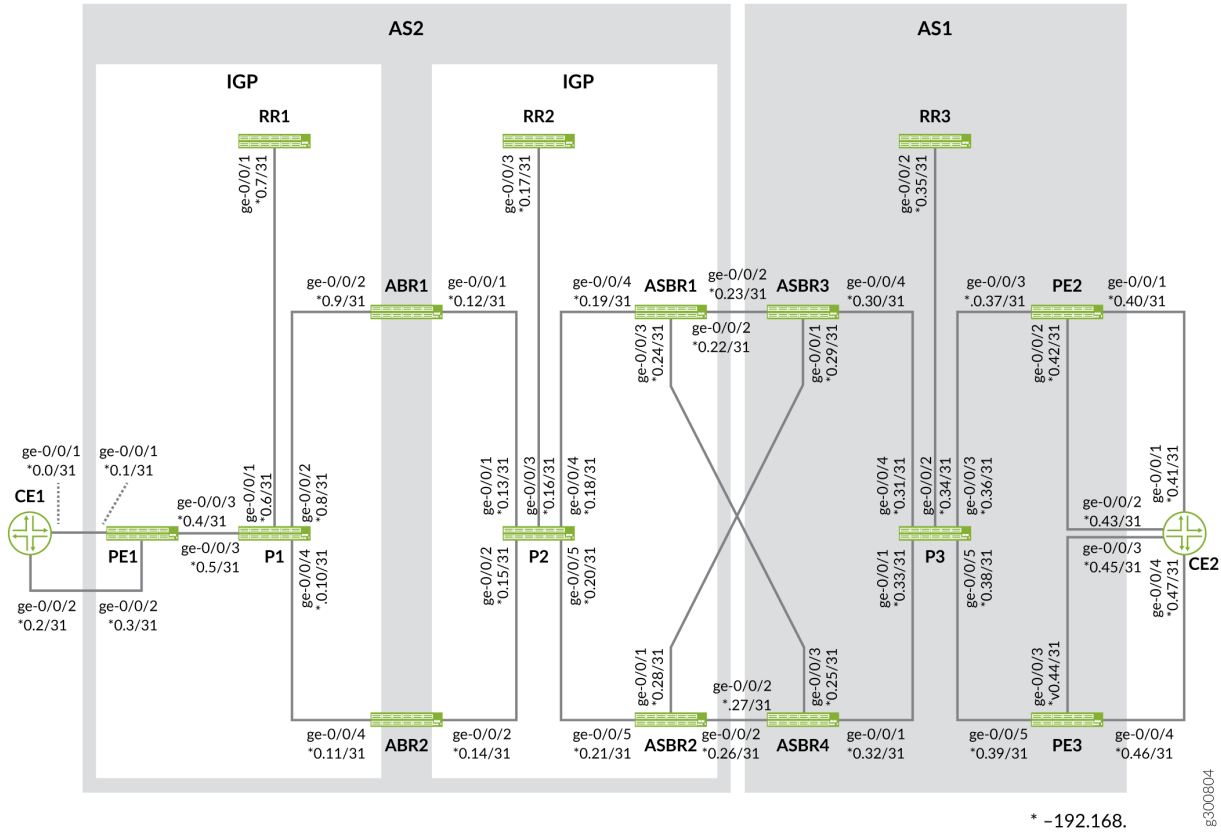 AS2
AS1
IGP
IGP
RR1
RR2
RR3
ge-0/0/1
*0.7/31
ge-0/0/3
*0.17/31
ge-0/0/2
*0.35/31
ge-0/0/2
*0.9/31
ABR1
ge-0/0/1
*0.12/31
ge-0/0/4
*0.19/31
ASBR1
ge-0/0/2
*0.23/31
ASBR3
ge-0/0/4
*0.30/31
ge-0/0/3
*.0.37/31
PE2
ge-0/0/1
*0.40/31
ge-0/0/3
*0.24/31
ge-0/0/2
*0.22/31
ge-0/0/1
*0.29/31
ge-0/0/2
*0.42/31
ge-0/0/1
*0.0/31
ge-0/0/1
*0.1/31
CE1
ge-0/0/3
*0.4/31
ge-0/0/1
*0.6/31
ge-0/0/2
*0.8/31
ge-0/0/1
*0.13/31
ge-0/0/3
*0.16/31
ge-0/0/4
*0.18/31
ge-0/0/4
*0.31/31
ge-0/0/2
*0.34/31
ge-0/0/3
*0.36/31
ge-0/0/2
*0.43/31
ge-0/0/1
*0.41/31
PE1
ge-0/0/3
*0.5/31
P1
P2
P3
ge-0/0/3
*0.45/31
CE2
ge-0/0/4
*.0.10/31
ge-0/0/2
*0.15/31
ge-0/0/5
*0.20/31
ge-0/0/1
*0.33/31
ge-0/0/5
*0.38/31
ge-0/0/4
*0.47/31
ge-0/0/2
*0.2/31
ge-0/0/2
*0.3/31
ge-0/0/1
*0.28/31
ge-0/0/2
*.27/31
ge-0/0/3
*0.25/31
ge-0/0/3
*v0.44/31
ge-0/0/4
*0.11/31
ABR2
ge-0/0/2
*0.14/31
ge-0/0/5
*0.21/31
ASBR2
ge-0/0/2
*0.26/31
ASBR4
ge-0/0/1
*0.32/31
ge-0/0/5
*0.39/31
PE3
ge-0/0/4
*0.46/31
* –192.168.
g300804